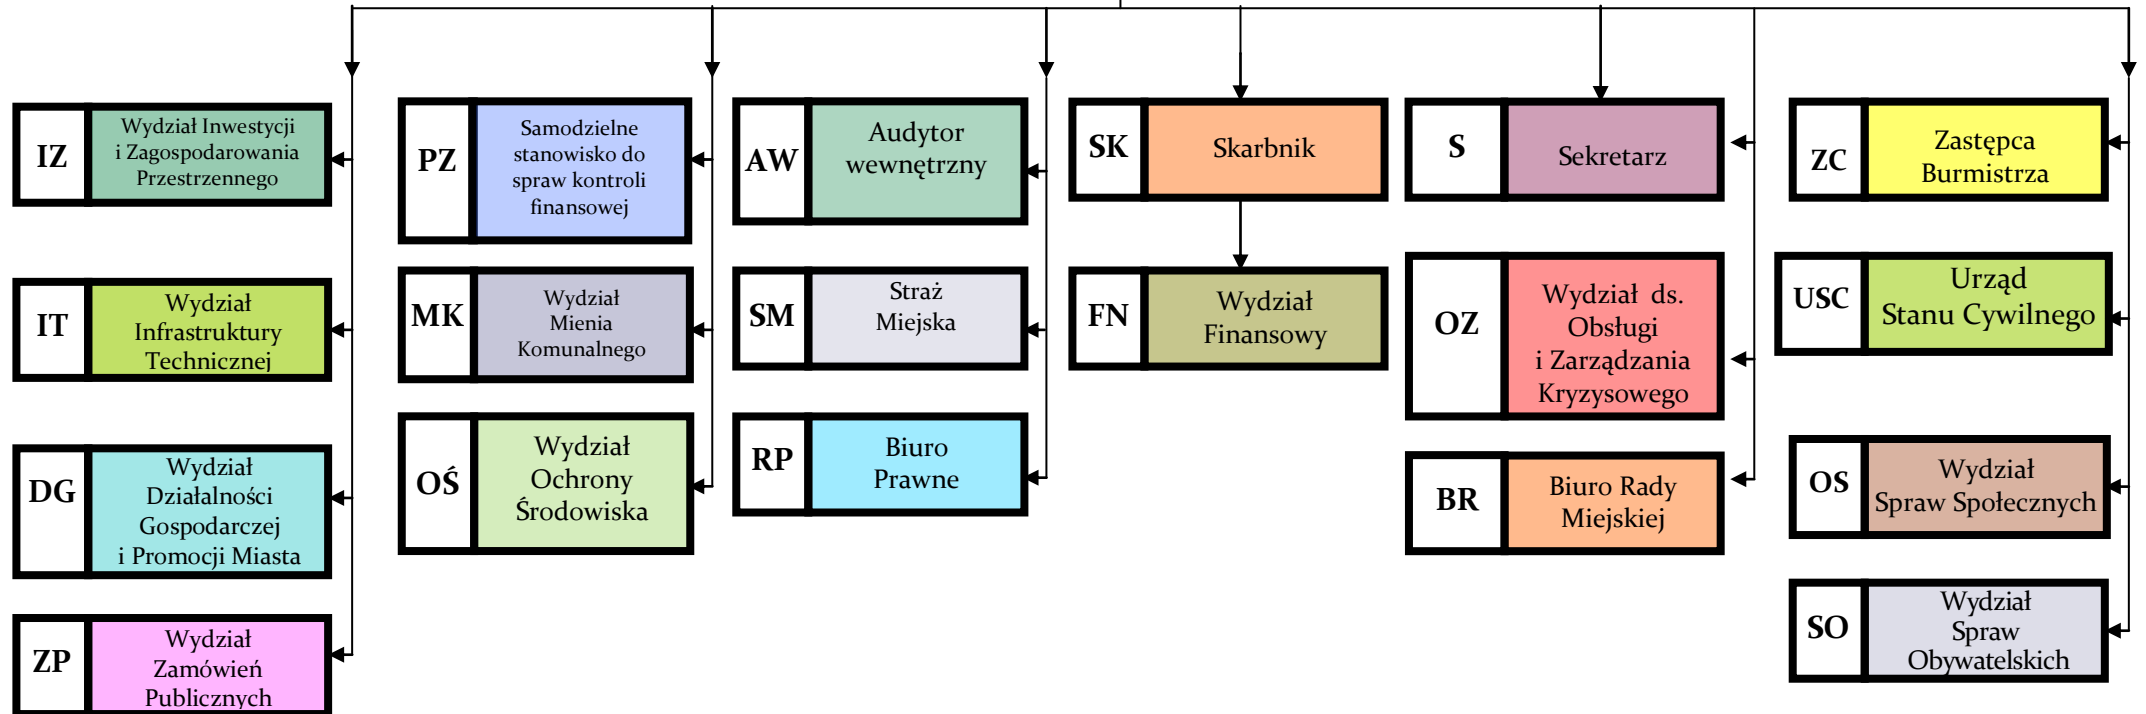 IZ
Wydział Inwestycji
i Zagospodarowania
Przestrzennego
IT
Wydział
Infrastruktury
Technicznej
DG
Wydział
Działalności
Gospodarczej
i Promocji Miasta
ZP
Wydział
Zamówień
Publicznych
PZ
Samodzielne
stanowisko do
spraw kontroli
finansowej
MK
Wydział
Mienia
Komunalnego
OŚ
Wydział
Ochrony
Środowiska
AW
Audytor
wewnętrzny
SM
Straż
Miejska
RP
Biuro
Prawne
SK
Skarbnik
FN
Wydział
Finansowy
S
Sekretarz
OZ
Wydział ds.
Obsługi
i Zarządzania
Kryzysowego
BR
Biuro Rady
Miejskiej
ZC
Zastępca
Burmistrza
USC
Urząd
Stanu Cywilnego
OS
Wydział
Spraw Społecznych
SO
Wydział
Spraw
Obywatelskich